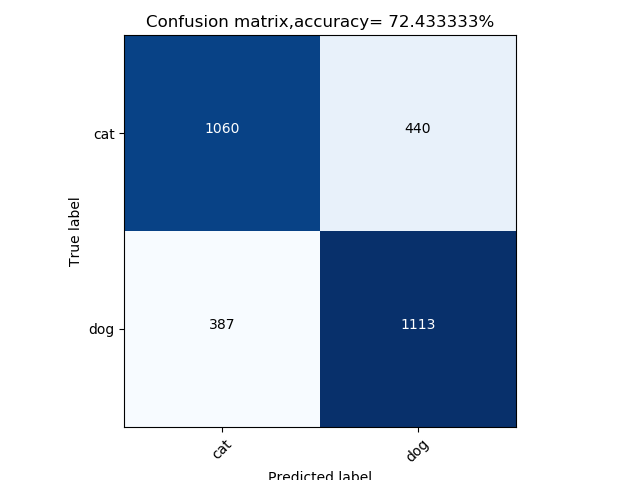 Confusion matrix,accuracy= 72.433333%
True label
cat
1060
440
dog
387
1113
cat
dog
Predicted label